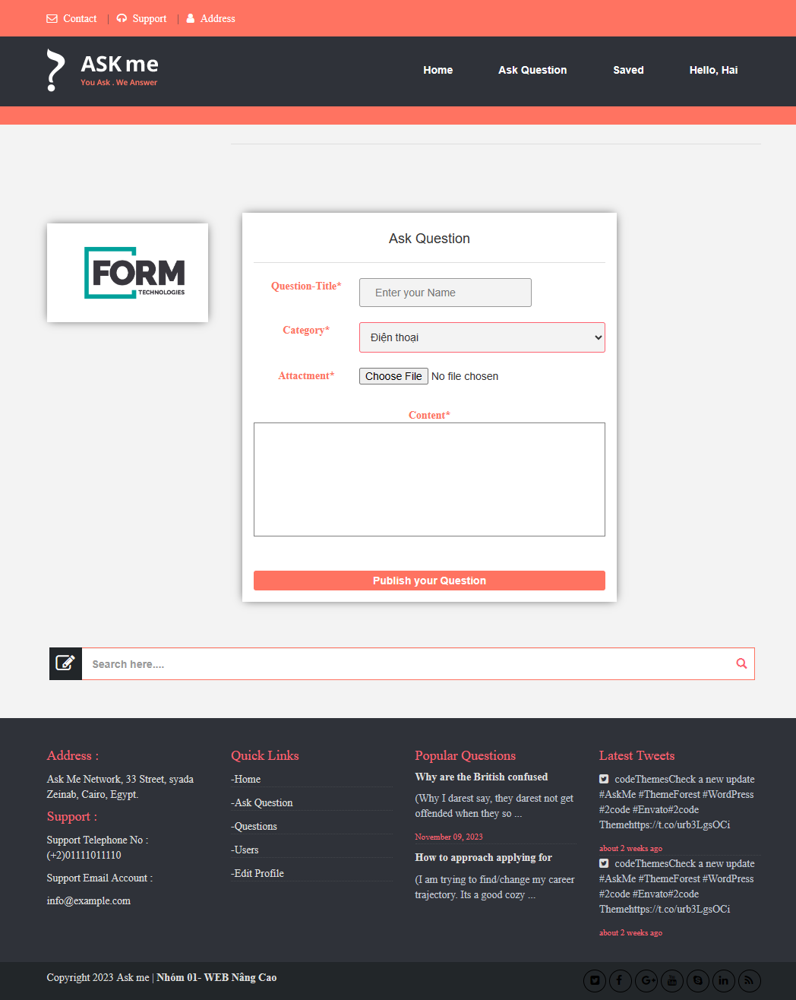 Contact | Support | Address
ASK me
You Ask . We Answer
Home Ask Question Saved Hello, Hai
FORM
TECHNOLOGIES
Ask Question
Question-Title*
Enter your Name
Category*
Điện thoại
Attactment*
Choose File No file chosen
Content*
Publish your Question
Search here....
Address :
Ask Me Network, 33 Street, syada
Zeinab, Cairo, Egypt.
Support :
Support Telephone No :
(+2)01111011110
Support Email Account :
info@example.com
Quick Links
-Home
-Ask Question
-Questions
-Users
-Edit Profile
Popular Questions
Why are the British confused
(Why I darest say, they darest not get
offended when they so ...
November 09, 2023
How to approach applying for
(I am trying to find/change my career
trajectory. Its a good cozy ...
Latest Tweets
codeThemesCheck a new update
#AskMe #ThemeForest #WordPress
#2code #Envato#2code
Themehttps://t.co/urb3LgsOCi
about 2 weeks ago
codeThemesCheck a new update
#AskMe #ThemeForest #WordPress
#2code #Envato#2code
Themehttps://t.co/urb3LgsOCi
about 2 weeks ago
Copyright 2023 Ask me | Nhóm 01- WEB Nâng Cao